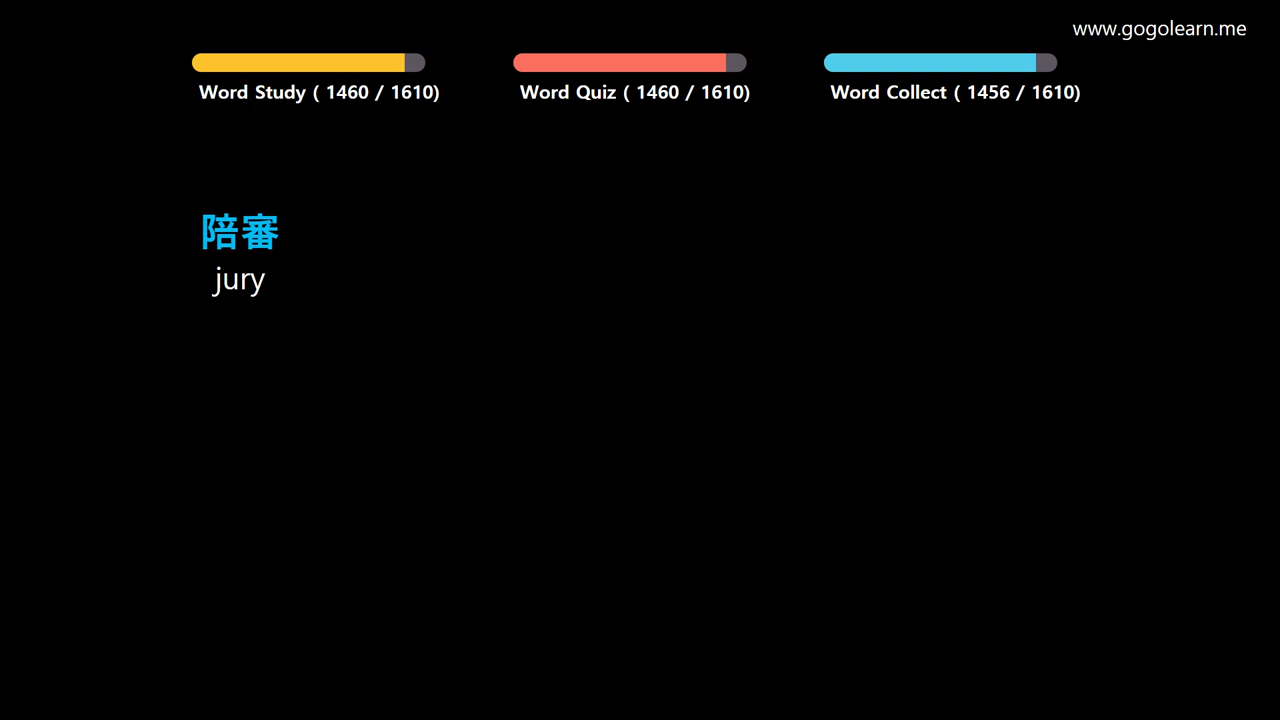 www.gogolearn.me
Word Study ( 1460 / 1610)
Word Quiz ( 1460 / 1610)
Word Collect ( 1456 / 1610)
陪審
jury